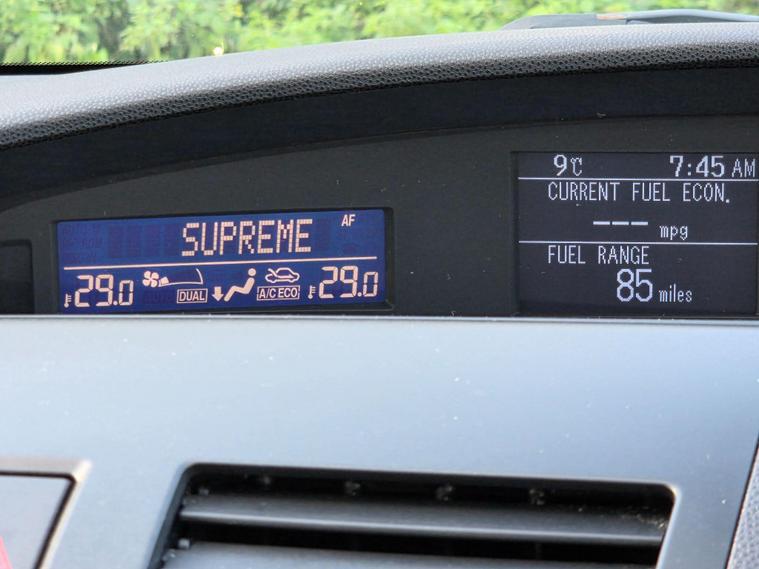 SUPREME AF
29.0 DUAL A/C ECO 29.0
9℃ 7:45 AM
CURRENT FUEL ECON.
--- mpg
FUEL RANGE
85 miles